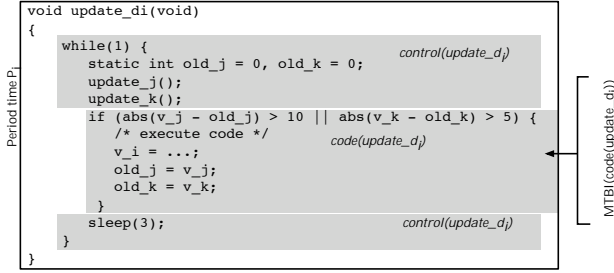 void update_di(void)
{
while(1) {
control(update_di)
static int old_j = 0, old_k = 0;
update_j();
update_k();
if (abs(v_j - old_j) > 10 || abs(v_k - old_k) > 5) {
/* execute code */
code(update_di)
v_i = ...;
old_j = v_j;
old_k = v_k;
}
sleep(3);
control(update_di)
}
}
Period time Pi
MTBI(code(update_di))